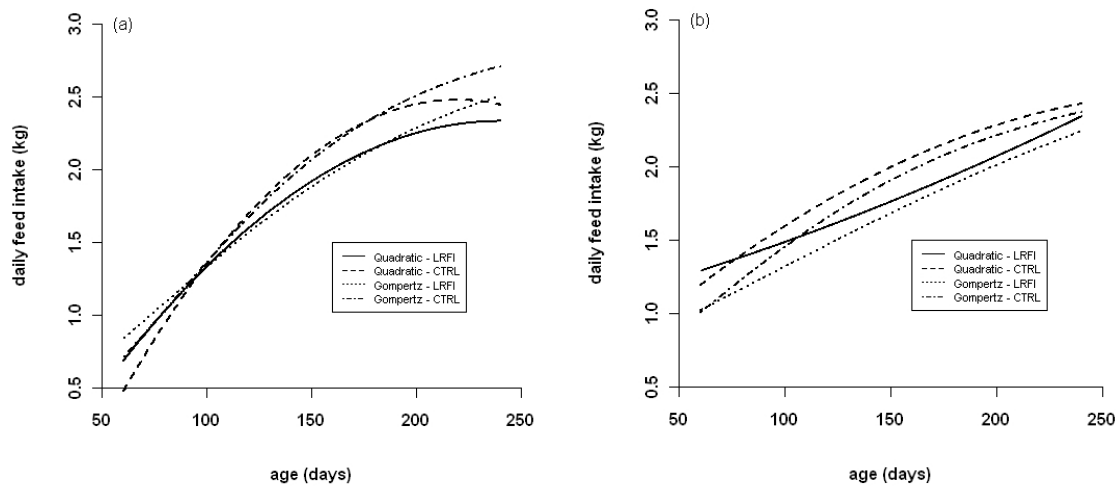 (a)
daily feed intake (kg)
3.0
2.5
2.0
1.5
1.0
0.5
Quadratic - LRFI
Quadratic - CTRL
Gompertz - LRFI
Gompertz - CTRL
50 100 150 200 250
age (days)
(b)
daily feed intake (kg)
3.0
2.5
2.0
1.5
1.0
0.5
Quadratic - LRFI
Quadratic - CTRL
Gompertz - LRFI
Gompertz - CTRL
50 100 150 200 250
age (days)